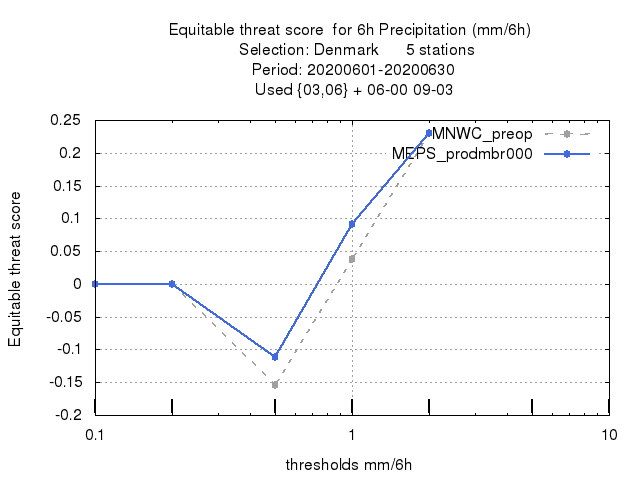 Equitable threat score  for 6h Precipitation (mm/6h)
Selection: Denmark      5 stations
Period: 20200601-20200630
Used {03,06} + 06-00 09-03
MNWC_preop
MEPS_prodmbr000
Equitable threat score
0.25
0.2
0.15
0.1
0.05
0
-0.05
-0.1
-0.15
-0.2
0.1 1 10
thresholds mm/6h